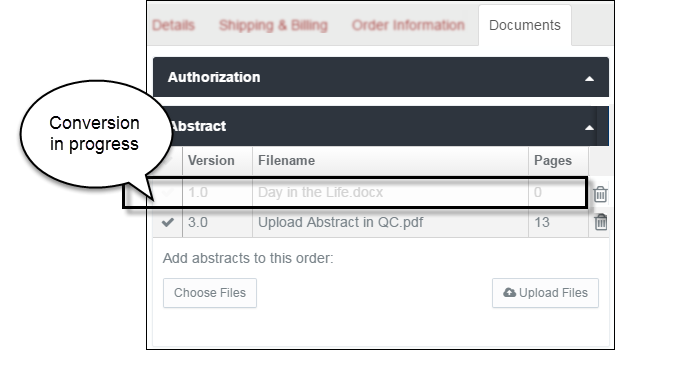 Details Shipping & Billing Order Information Documents
Authorization
Conversion
in progress
Abstract
Version Filename Pages
1.0 Day in the Life.docx 0
3.0 Upload Abstract in QC.pdf 13
Add abstracts to this order:
Choose Files Upload Files